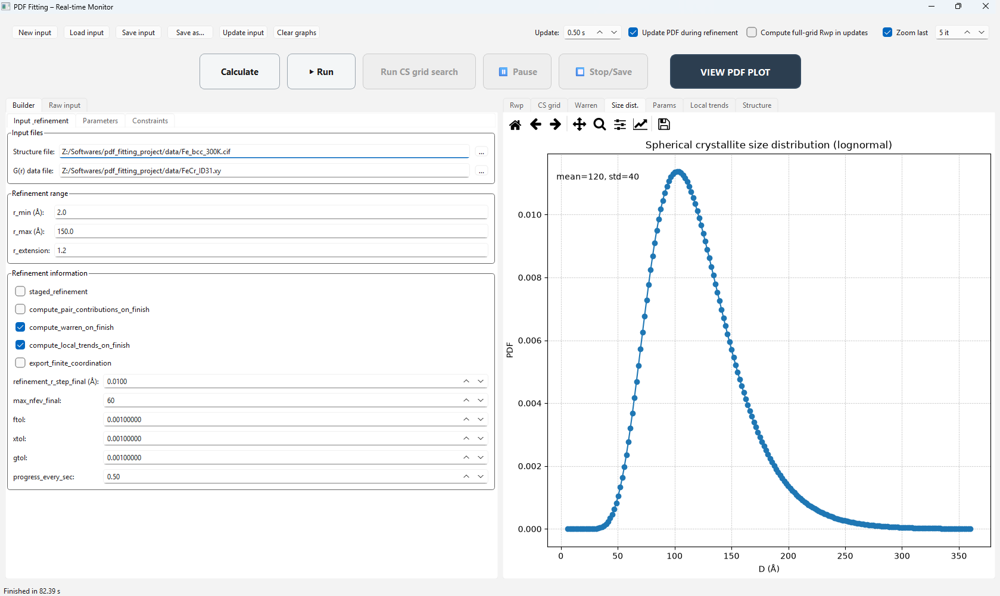 PDF Fitting – Real-time Monitor
New input Load input Save input Save as... Update input Clear graphs Update: 0.50 s Update PDF during refinement Compute full-grid Rwp in updates Zoom last 5 it
Calculate Run Run CS grid search Pause Stop/Save VIEW PDF PLOT
Builder Raw input
Input_refinement Parameters Constraints
Input files
Structure file: Z:/Softwares/pdf_fitting_project/data/Fe_bcc_300K.cif ...
G(r) data file: Z:/Softwares/pdf_fitting_project/data/FeCr_ID31.xy ...
Refinement range
r_min (Å): 2.0
r_max (Å): 150.0
r_extension: 1.2
Refinement information
staged_refinement
compute_pair_contributions_on_finish
compute_warren_on_finish
compute_local_trends_on_finish
export_finite_coordination
refinement_r_step_final (Å): 0.0100
max_nfev_final: 60
ftol: 0.00100000
xtol: 0.00100000
gtol: 0.00100000
progress_every_sec: 0.50
Rwp CS grid Warren Size dist. Params Local trends Structure
Spherical crystallite size distribution (lognormal)
mean=120, std=40
0.010
0.008
0.006
0.004
0.002
0.000
PDF
0 50 100 150 200 250 300 350
D (Å)
Finished in 82.39 s